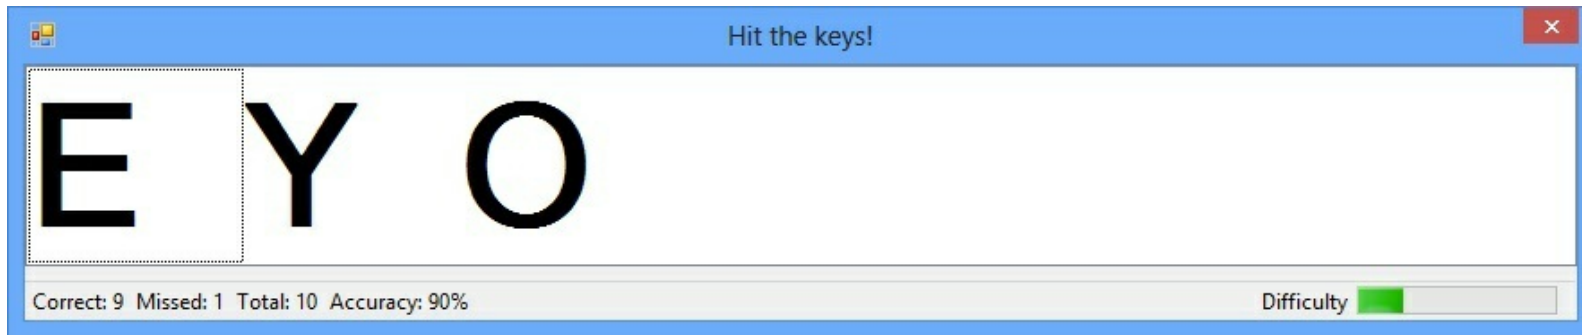 Hit the keys!
E Y O
Correct: 9 Missed: 1 Total: 10 Accuracy: 90% Difficulty